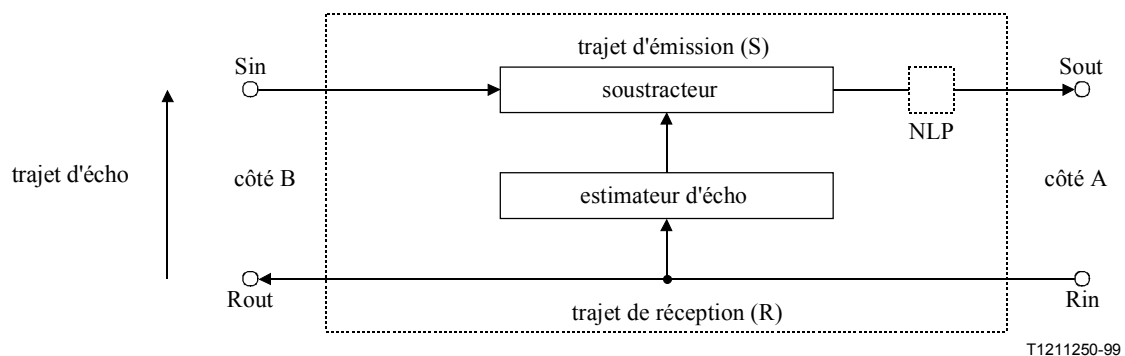 trajet d'émission (S)
Sin
Sout
soustracteur
NLP
trajet d'écho
côté B
côté A
estimateur d'écho
Rout
Rin
trajet de réception (R)
T1211250-99